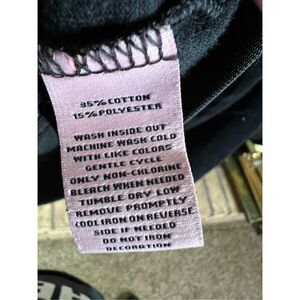 85% COTTON
15% POLYESTER
WASH INSIDE OUT
MACHINE WASH COLD
WITH LIKE COLORS
GENTLE CYCLE
ONLY NON-CHLORINE
BLEACH WHEN NEEDED
TUMBLE DRY LOW
REMOVE PROMPTLY
COOL IRON ON REVERSE
SIDE IF NEEDED
DO NOT IRON
DECORATION